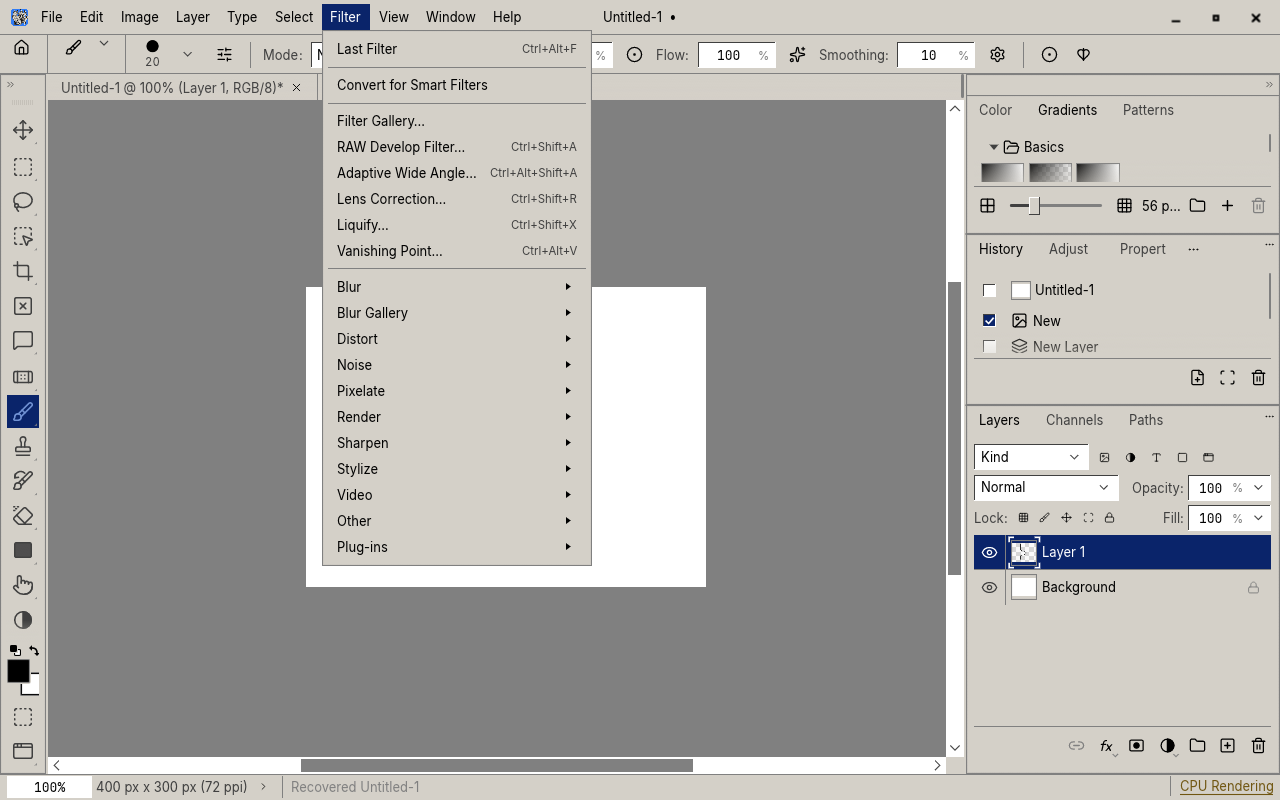 File Edit Image Layer Type Select Filter View Window Help Untitled-1 •
20 Mode: % Flow: 100 % Smoothing: 10 %
Untitled-1 @ 100% (Layer 1, RGB/8)*
Last Filter Ctrl+Alt+F
Convert for Smart Filters
Filter Gallery...
RAW Develop Filter... Ctrl+Shift+A
Adaptive Wide Angle... Ctrl+Alt+Shift+A
Lens Correction... Ctrl+Shift+R
Liquify... Ctrl+Shift+X
Vanishing Point... Ctrl+Alt+V
Blur
Blur Gallery
Distort
Noise
Pixelate
Render
Sharpen
Stylize
Video
Other
Plug-ins
Color Gradients Patterns
Basics
56 p...
History Adjust Propert ...
Untitled-1
New
New Layer
Layers Channels Paths
Kind
Normal Opacity: 100 %
Lock: Fill: 100 %
Layer 1
Background
fx
100% 400 px x 300 px (72 ppi) Recovered Untitled-1 CPU Rendering